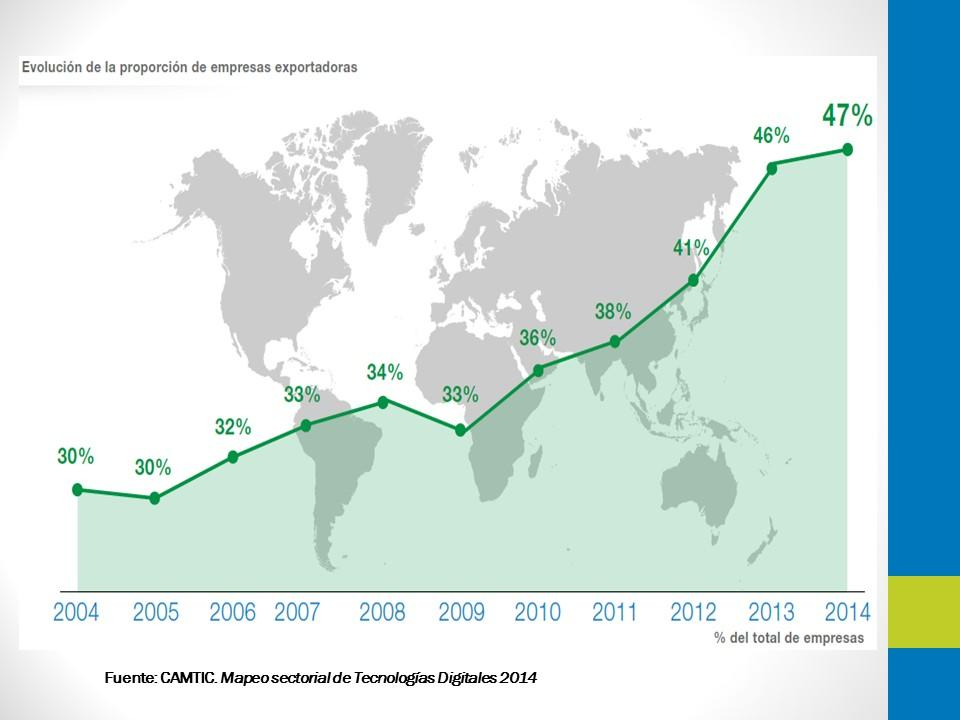 Evolución de la proporción de empresas exportadoras
47%
46%
41%
38%
36%
34%
33%
33%
32%
30%
30%
2004 2005 2006 2007 2008 2009 2010 2011 2012 2013 2014
% del total de empresas
Fuente: CAMTIC. Mapeo sectorial de Tecnologías Digitales 2014